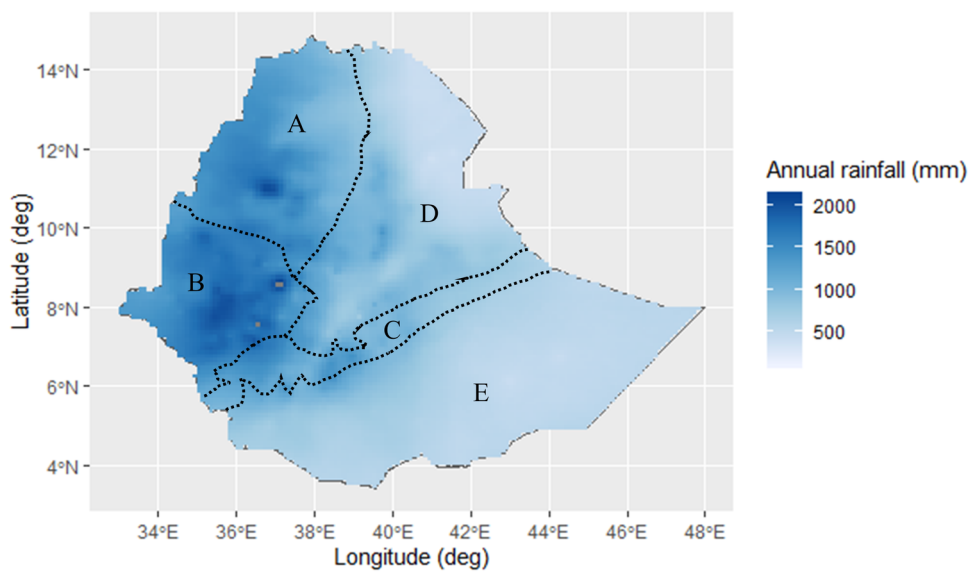 14°N
12°N
10°N
8°N
6°N
4°N
Latitude (deg)
A
B
C
D
E
34°E 36°E 38°E 40°E 42°E 44°E 46°E 48°E
Longitude (deg)
Annual rainfall (mm)
2000
1500
1000
500